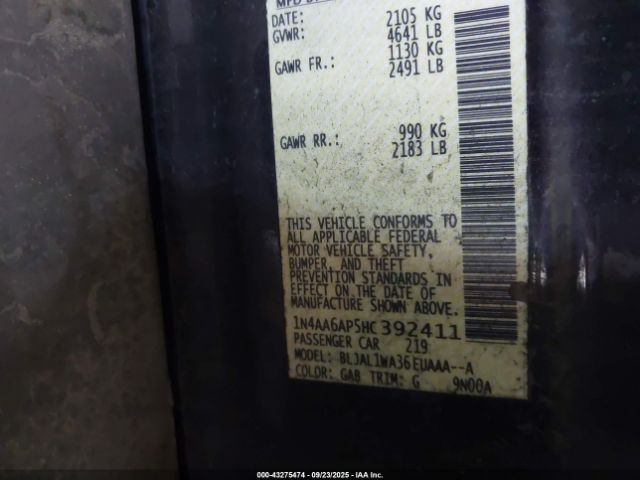 DATE: 2105 KG
GVWR: 4641 LB
1130 KG
GAWR FR.: 2491 LB
990 KG
GAWR RR.: 2183 LB
THIS VEHICLE CONFORMS TO
ALL APPLICABLE FEDERAL
MOTOR VEHICLE SAFETY,
BUMPER, AND THEFT
PREVENTION STANDARDS IN
EFFECT ON THE DATE OF
MANUFACTURE SHOWN ABOVE.
1N4AA6AP5HC392411
PASSENGER CAR 219
MODEL: BLJAL1WA36EUAAA--A
COLOR: GAB TRIM: G 9N00A
000-43275474 - 09/23/2025 - IAA Inc.